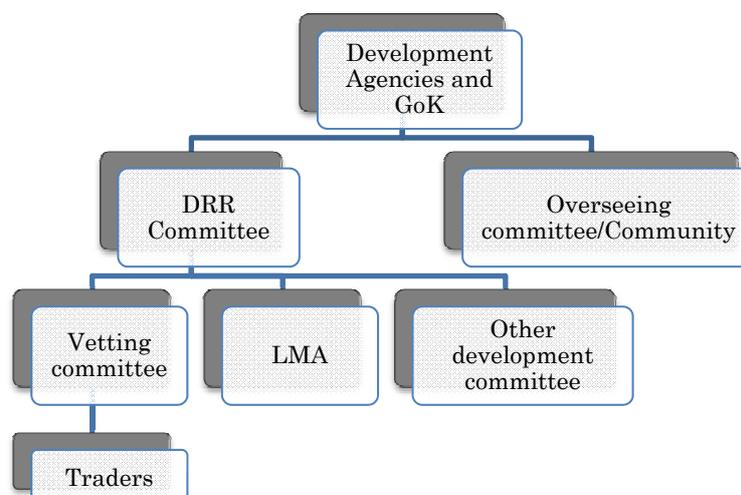 Development
Agencies and
GoK
DRR
Committee
Overseeing
committee/Community
Vetting
committee
LMA
Other
development
committee
Traders